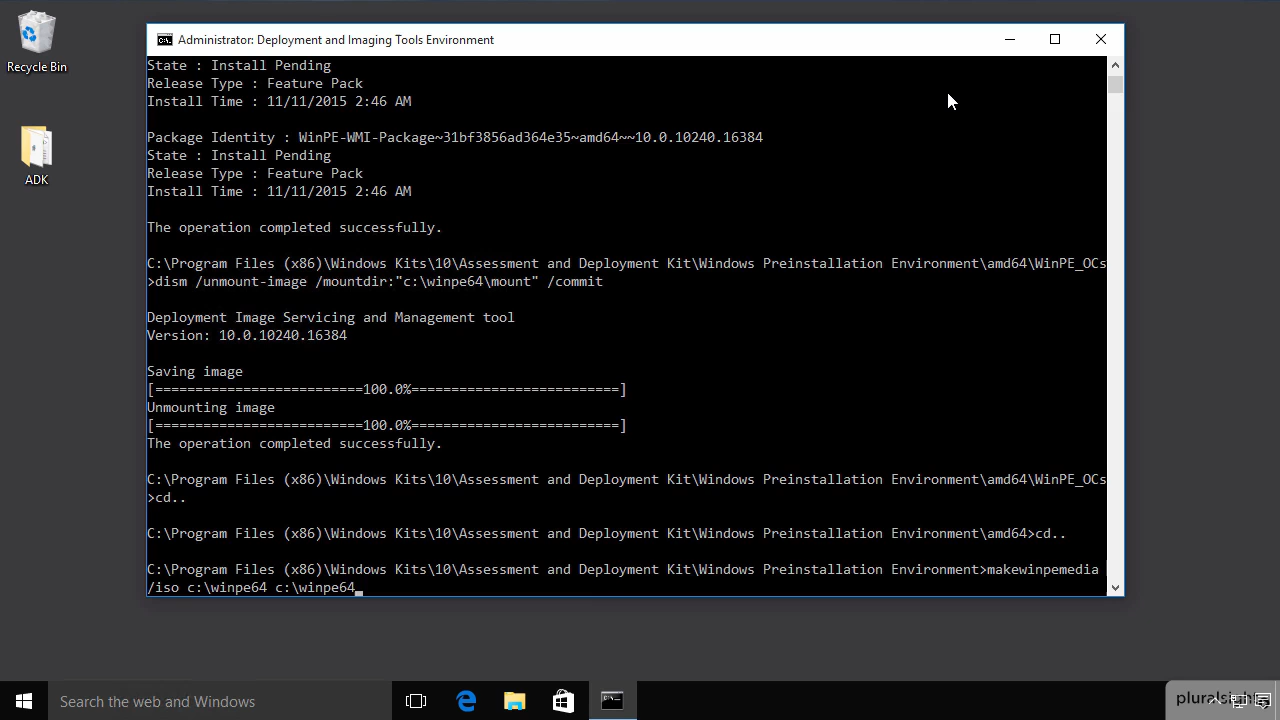 Recycle Bin
ADK
Administrator: Deployment and Imaging Tools Environment
State : Install Pending
Release Type : Feature Pack
Install Time : 11/11/2015 2:46 AM
Package Identity : WinPE-WMI-Package~31bf3856ad364e35~amd64~~10.0.10240.16384
State : Install Pending
Release Type : Feature Pack
Install Time : 11/11/2015 2:46 AM
The operation completed successfully.
C:\Program Files (x86)\Windows Kits\10\Assessment and Deployment Kit\Windows Preinstallation Environment\amd64\WinPE_OCs
>dism /unmount-image /mountdir:"c:\winpe64\mount" /commit
Deployment Image Servicing and Management tool
Version: 10.0.10240.16384
Saving image
[==========================100.0%==========================]
Unmounting image
[==========================100.0%==========================]
The operation completed successfully.
C:\Program Files (x86)\Windows Kits\10\Assessment and Deployment Kit\Windows Preinstallation Environment\amd64\WinPE_OCs
>cd..
C:\Program Files (x86)\Windows Kits\10\Assessment and Deployment Kit\Windows Preinstallation Environment\amd64>cd..
C:\Program Files (x86)\Windows Kits\10\Assessment and Deployment Kit\Windows Preinstallation Environment>makewinpemedia
/iso c:\winpe64 c:\winpe64
Search the web and Windows